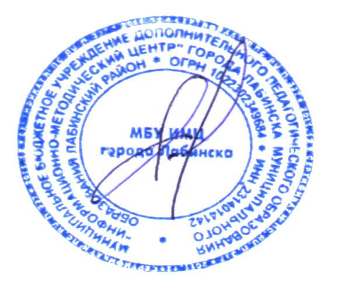 МУНИЦИПАЛЬНОЕ БЮДЖЕТНОЕ УЧРЕЖДЕНИЕ ДОПОЛНИТЕЛЬНОГО ПЕДАГОГИЧЕСКОГО ОБРАЗОВАНИЯ
"ИНФОРМАЦИОННО-МЕТОДИЧЕСКИЙ ЦЕНТР" ГОРОДА ЛАБИНСКА МУНИЦИПАЛЬНОГО
ОБРАЗОВАНИЯ ЛАБИНСКИЙ РАЙОН * ОГРН * ИНН 2314014142
*
МБУ ИМЦ
города Лабинска